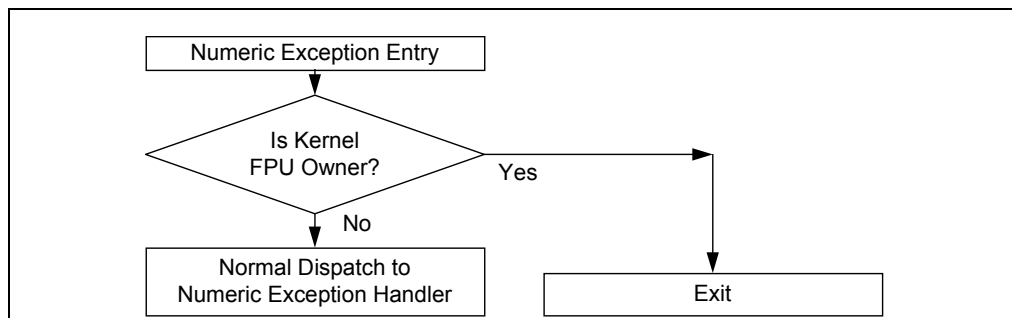 Numeric Exception Entry
Is Kernel
FPU Owner?
Yes
No
Normal Dispatch to
Numeric Exception Handler
Exit